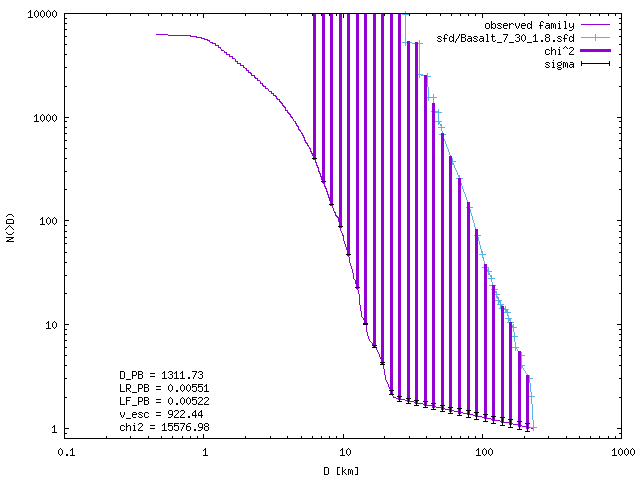 10000
1000
100
10
1
0.1
1
10
100
1000
N(>D)
D [km]
observed family
sfd/Basalt_7_30_1.8.sfd
chi^2
sigma
D_PB = 1311.73
LR_PB = 0.00551
LF_PB = 0.00522
v_esc = 922.44
chi2 = 15576.98